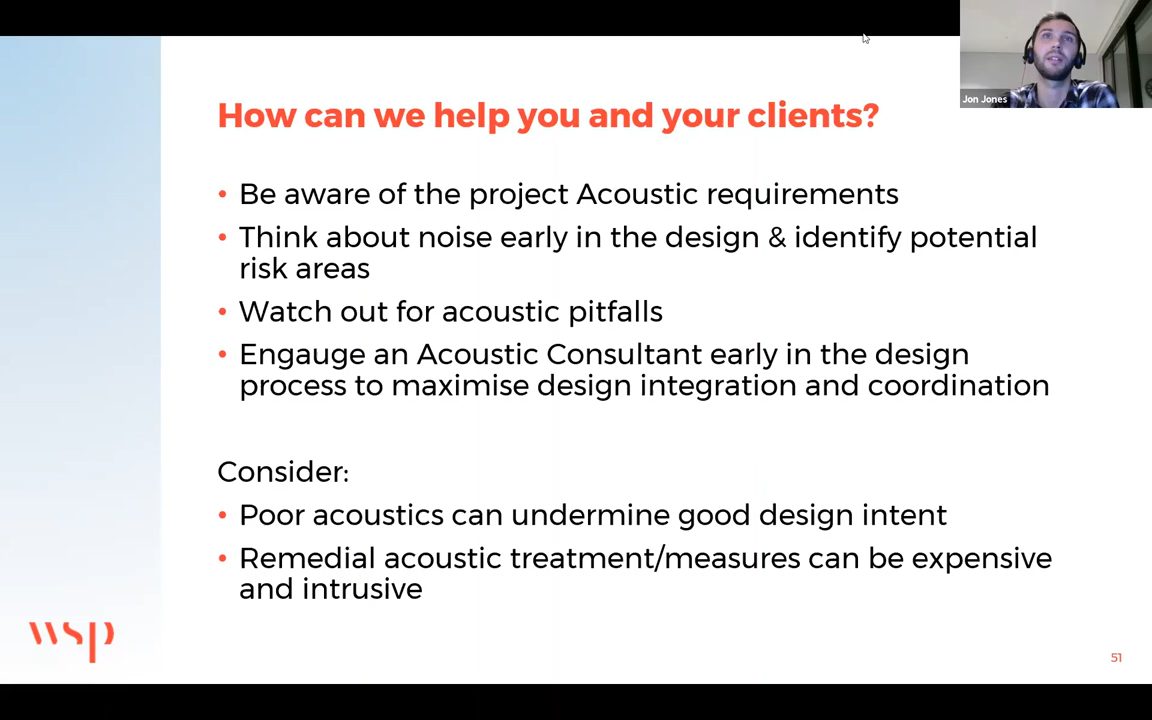 Jon Jones
How can we help you and your clients?
• Be aware of the project Acoustic requirements
• Think about noise early in the design & identify potential
risk areas
• Watch out for acoustic pitfalls
• Engauge an Acoustic Consultant early in the design
process to maximise design integration and coordination
Consider:
• Poor acoustics can undermine good design intent
• Remedial acoustic treatment/measures can be expensive
and intrusive
wsp
51